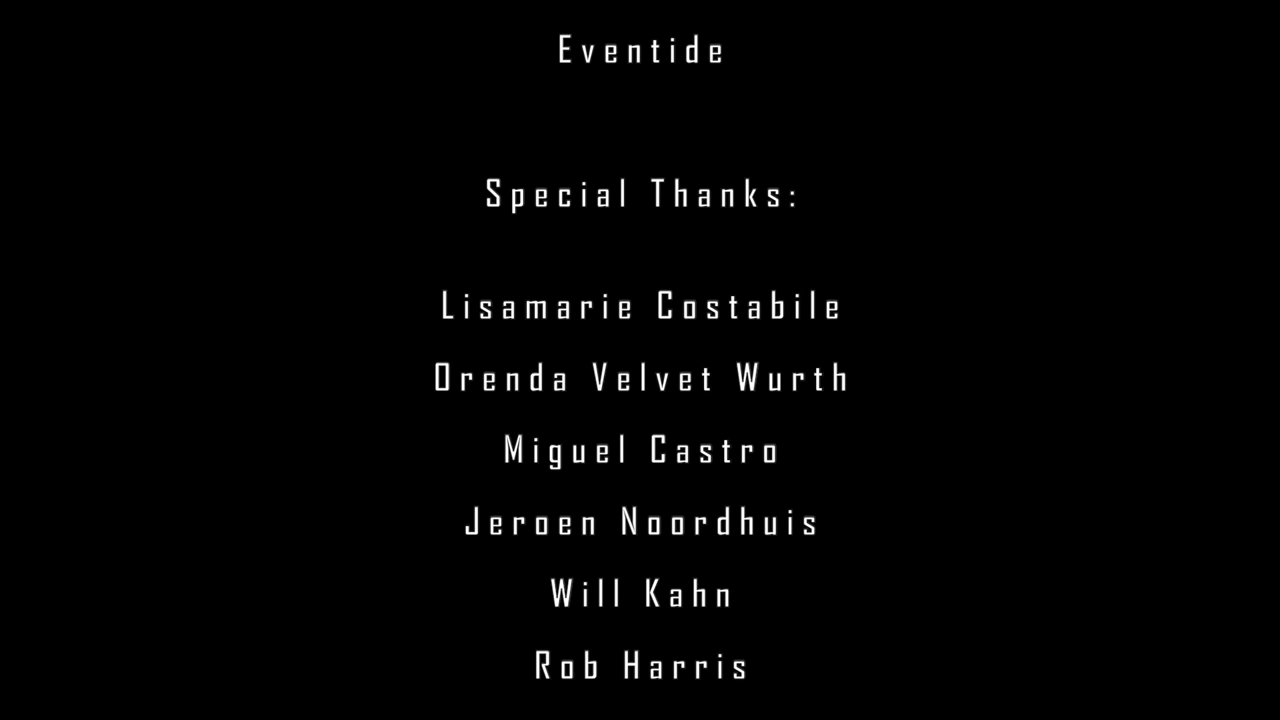 Eventide
Special Thanks:
Lisamarie Costabile
Orenda Velvet Wurth
Miguel Castro
Jeroen Noordhuis
Will Kahn
Rob Harris